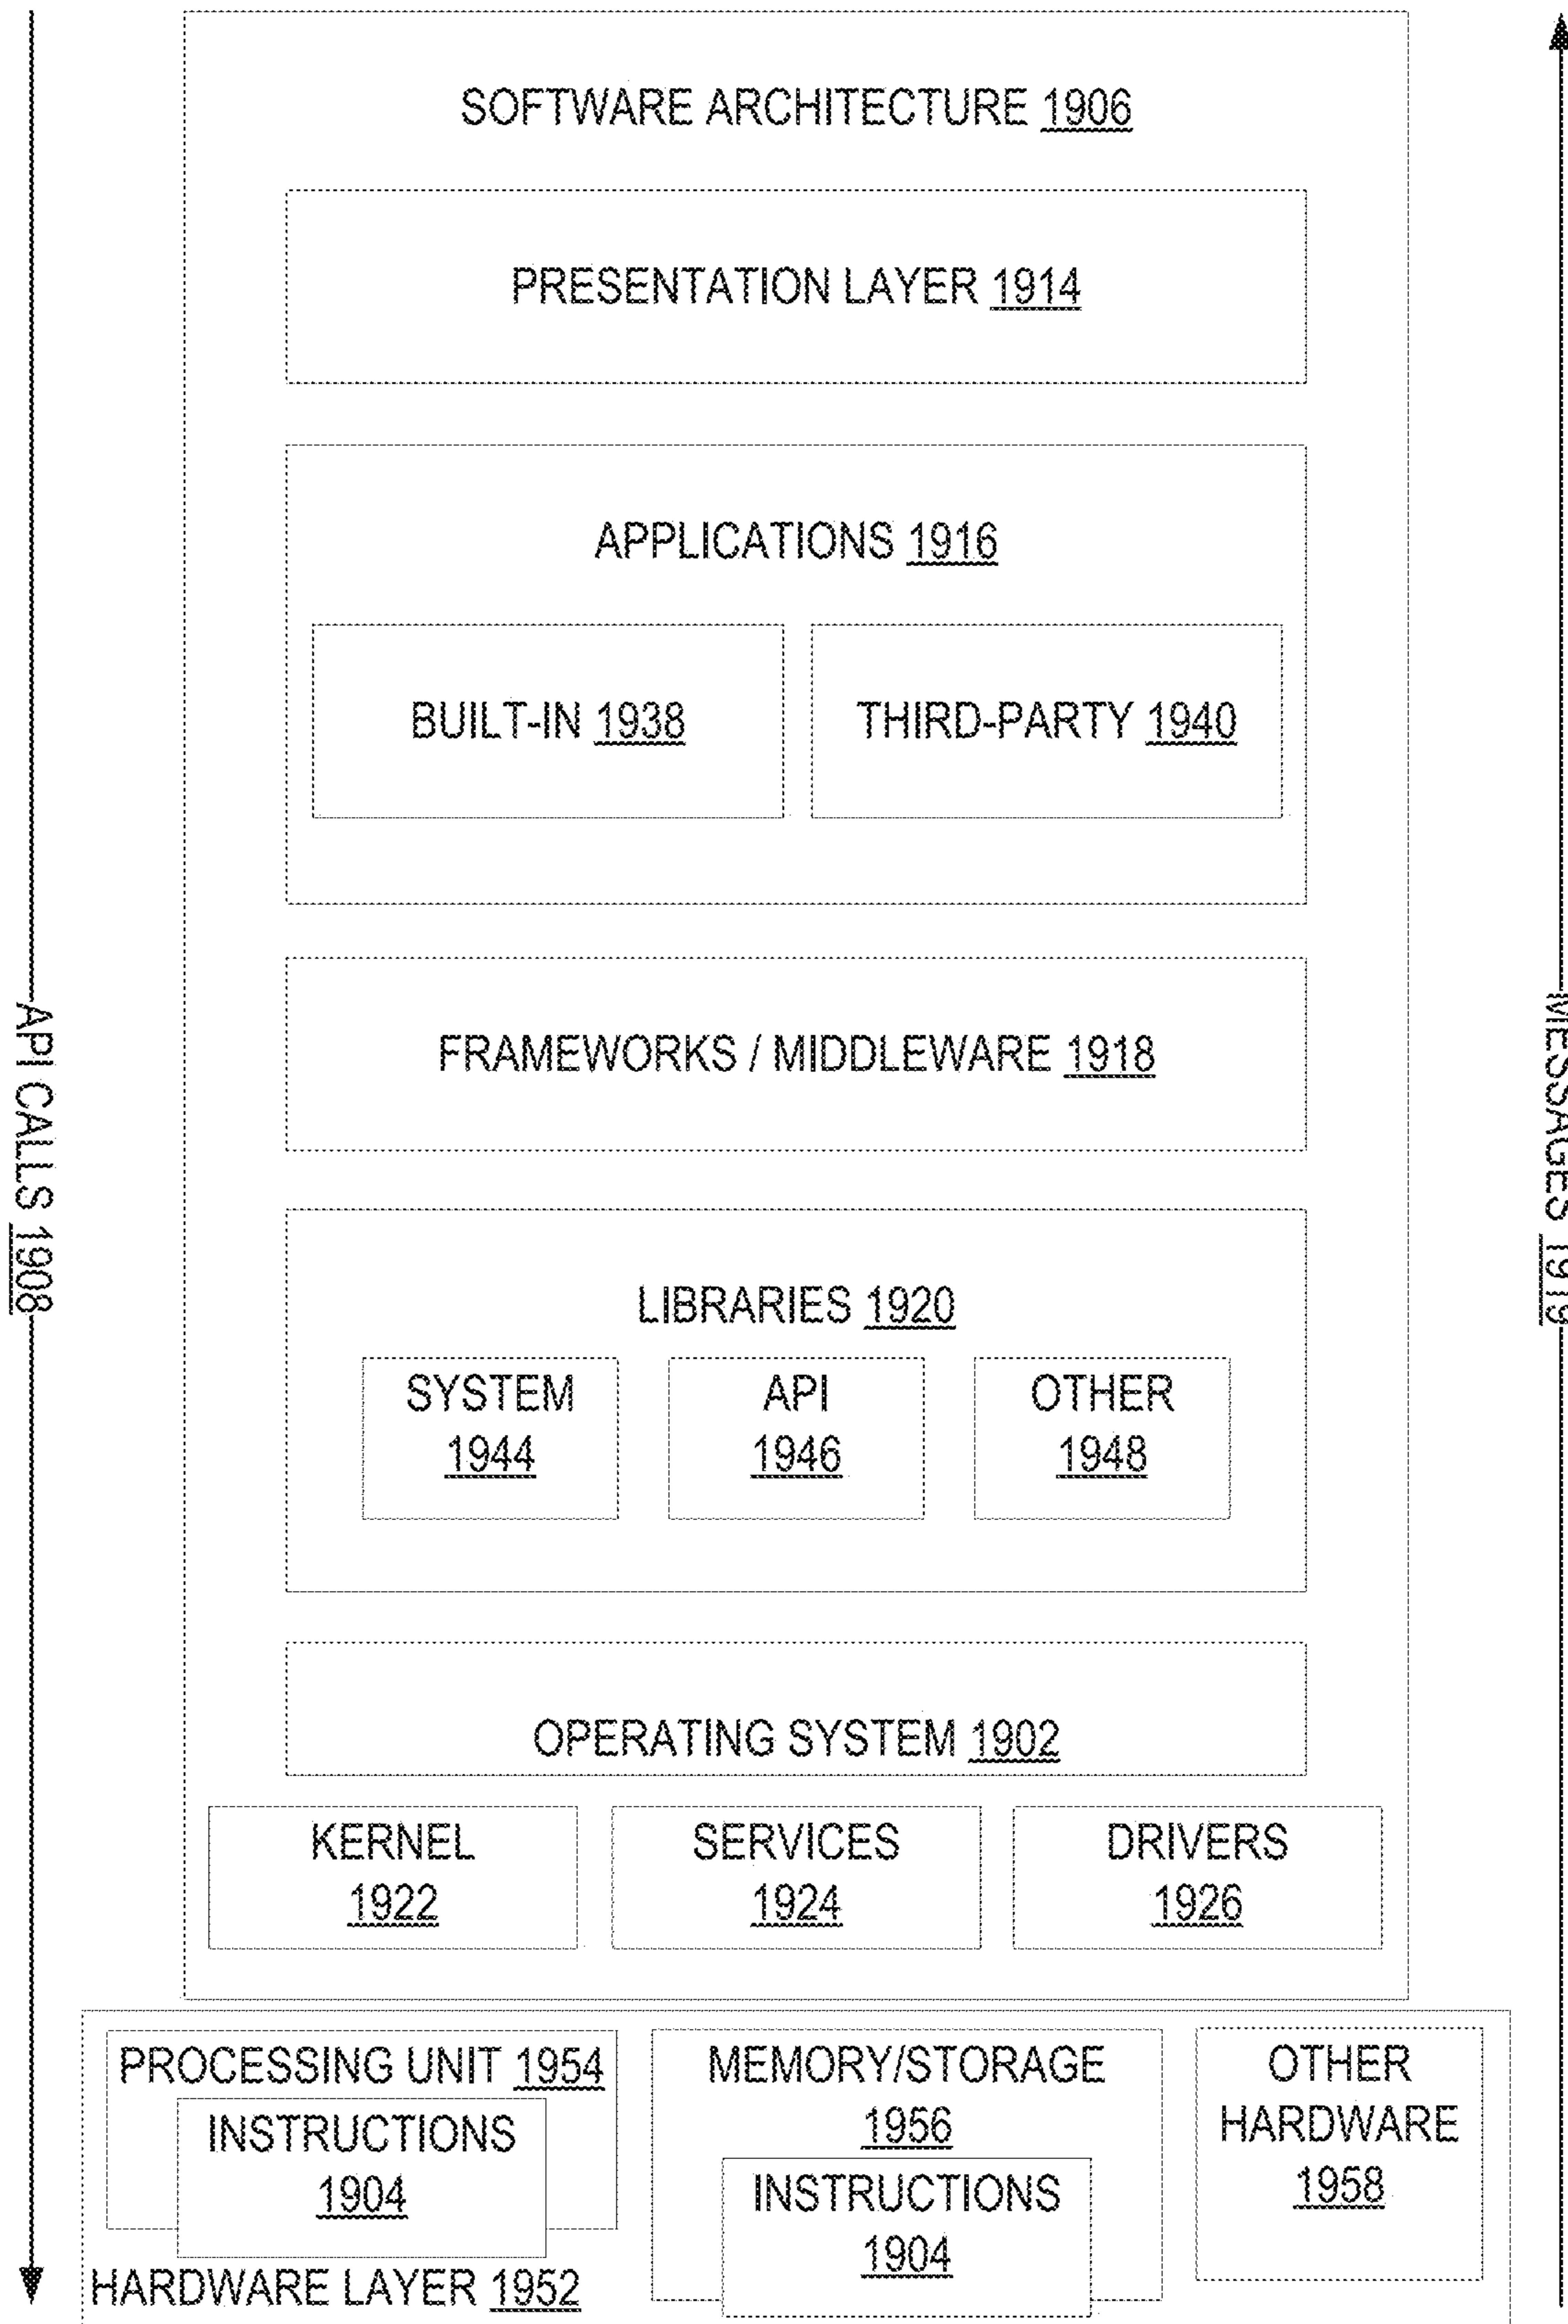 SOFTWARE ARCHITECTURE 1906
PRESENTATION LAYER 1914
APPLICATIONS 1916
BUILT-IN 1938
THIRD-PARTY 1940
FRAMEWORKS / MIDDLEWARE 1918
API CALLS 1908
MESSAGES 1919
LIBRARIES 1920
SYSTEM
1944
API
1946
OTHER
1948
OPERATING SYSTEM 1902
KERNEL
1922
SERVICES
1924
DRIVERS
1926
PROCESSING UNIT 1954
INSTRUCTIONS
1904
MEMORY/STORAGE
1956
INSTRUCTIONS
1904
OTHER
HARDWARE
1958
HARDWARE LAYER 1952